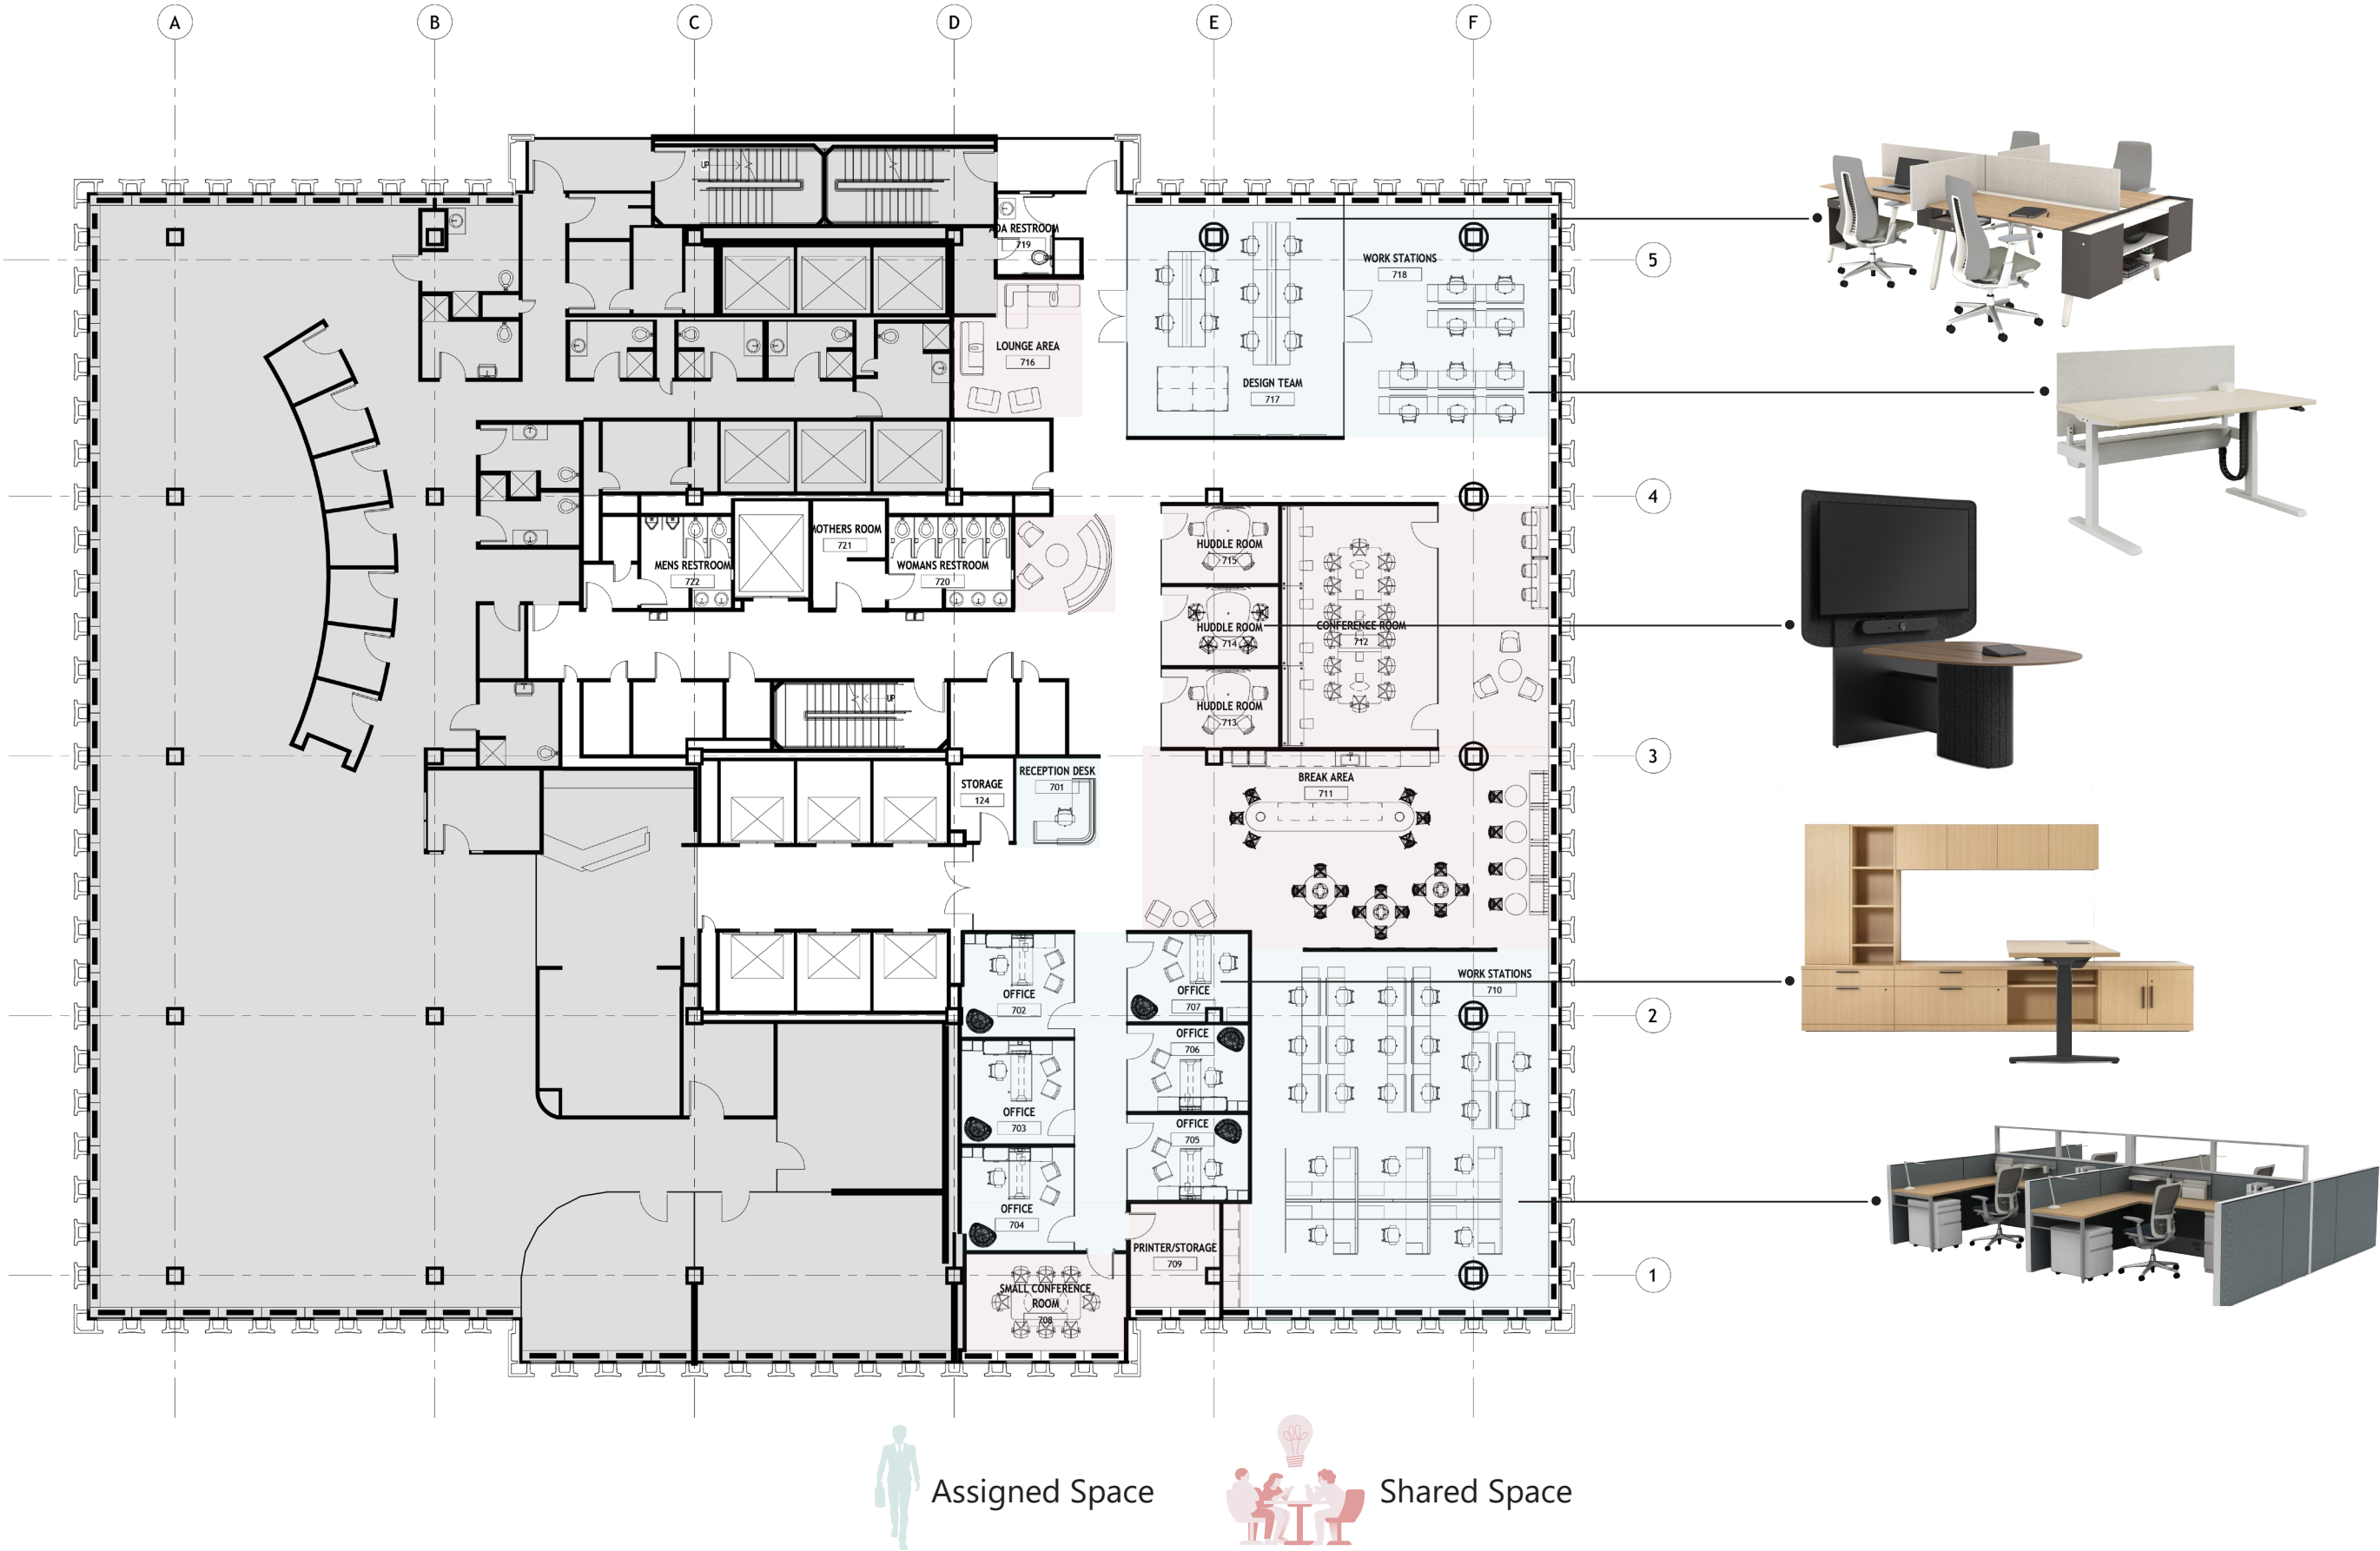 A B C D E F
UP
ADA RESTROOM
719
WORK STATIONS
718
5
LOUNGE AREA
716
DESIGN TEAM
717
4
MOTHERS ROOM
721
MENS RESTROOM
722
WOMANS RESTROOM
720
HUDDLE ROOM
715
HUDDLE ROOM
714
CONFERENCE ROOM
712
HUDDLE ROOM
713
UP
3
STORAGE
124
RECEPTION DESK
701
BREAK AREA
711
WORK STATIONS
710
OFFICE
702
OFFICE
707
2
OFFICE
706
OFFICE
703
OFFICE
705
OFFICE
704
PRINTER/STORAGE
709
1
SMALL CONFERENCE
ROOM
708
Assigned Space
Shared Space